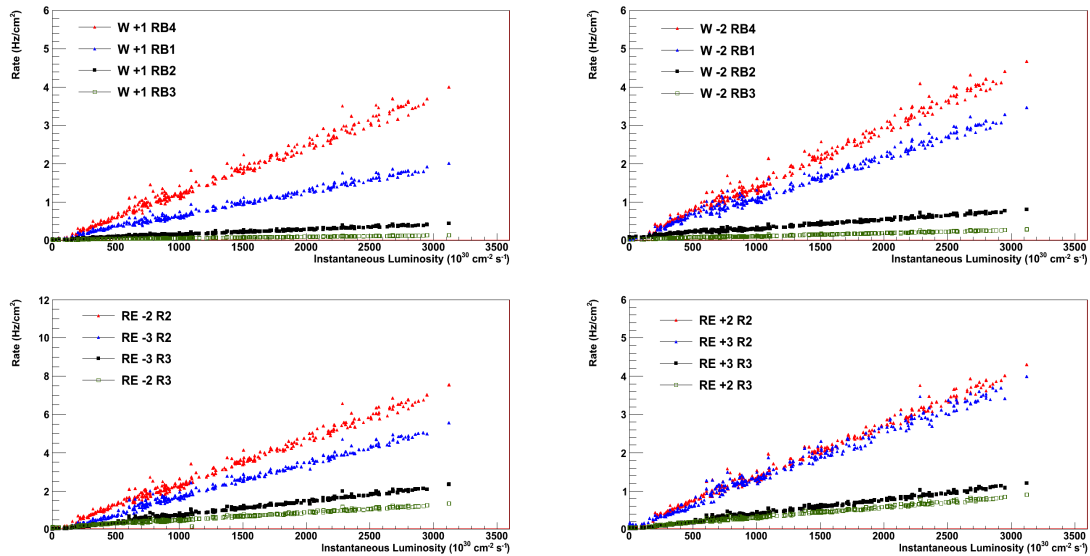 Rate (Hz/cm²)
6
5
4
3
2
1
0
W +1 RB4
W +1 RB1
W +1 RB2
W +1 RB3
0 500 1000 1500 2000 2500 3000 3500
Instantaneous Luminosity (10³⁰ cm⁻² s⁻¹)
Rate (Hz/cm²)
6
5
4
3
2
1
0
W -2 RB4
W -2 RB1
W -2 RB2
W -2 RB3
0 500 1000 1500 2000 2500 3000 3500
Instantaneous Luminosity (10³⁰ cm⁻² s⁻¹)
Rate (Hz/cm²)
12
10
8
6
4
2
0
RE -2 R2
RE -3 R2
RE -3 R3
RE -2 R3
0 500 1000 1500 2000 2500 3000 3500
Instantaneous Luminosity (10³⁰ cm⁻² s⁻¹)
Rate (Hz/cm²)
6
5
4
3
2
1
0
RE +2 R2
RE +3 R2
RE +3 R3
RE +2 R3
0 500 1000 1500 2000 2500 3000 3500
Instantaneous Luminosity (10³⁰ cm⁻² s⁻¹)